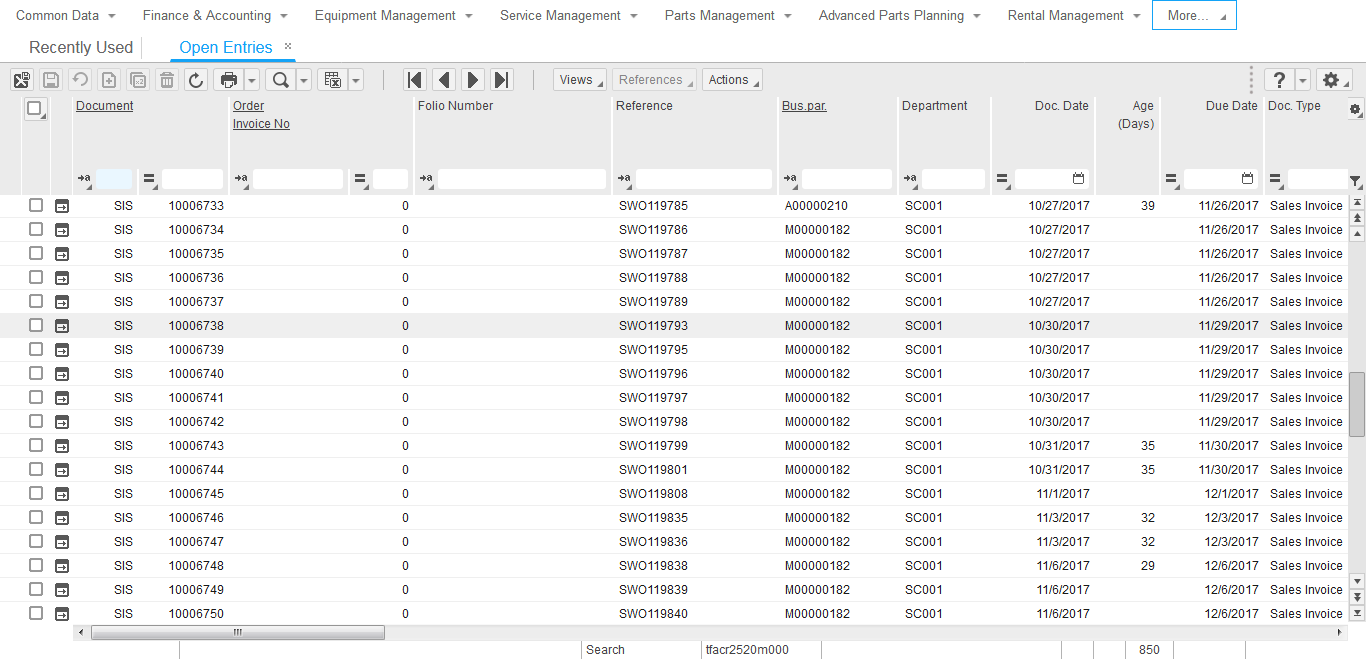 Common Data Finance & Accounting Equipment Management Service Management Parts Management Advanced Parts Planning Rental Management More...
Recently Used Open Entries ×
Views References Actions ?
Document Order Folio Number Reference Bus.par. Department Doc. Date Age Due Date Doc. Type
Invoice No (Days)
→a = →a = →a →a →a →a = = =
SIS 10006733 0 SWO119785 A00000210 SC001 10/27/2017 39 11/26/2017 Sales Invoice
SIS 10006734 0 SWO119786 M00000182 SC001 10/27/2017 11/26/2017 Sales Invoice
SIS 10006735 0 SWO119787 M00000182 SC001 10/27/2017 11/26/2017 Sales Invoice
SIS 10006736 0 SWO119788 M00000182 SC001 10/27/2017 11/26/2017 Sales Invoice
SIS 10006737 0 SWO119789 M00000182 SC001 10/27/2017 11/26/2017 Sales Invoice
SIS 10006738 0 SWO119793 M00000182 SC001 10/30/2017 11/29/2017 Sales Invoice
SIS 10006739 0 SWO119795 M00000182 SC001 10/30/2017 11/29/2017 Sales Invoice
SIS 10006740 0 SWO119796 M00000182 SC001 10/30/2017 11/29/2017 Sales Invoice
SIS 10006741 0 SWO119797 M00000182 SC001 10/30/2017 11/29/2017 Sales Invoice
SIS 10006742 0 SWO119798 M00000182 SC001 10/30/2017 11/29/2017 Sales Invoice
SIS 10006743 0 SWO119799 M00000182 SC001 10/31/2017 35 11/30/2017 Sales Invoice
SIS 10006744 0 SWO119801 M00000182 SC001 10/31/2017 35 11/30/2017 Sales Invoice
SIS 10006745 0 SWO119808 M00000182 SC001 11/1/2017 12/1/2017 Sales Invoice
SIS 10006746 0 SWO119835 M00000182 SC001 11/3/2017 32 12/3/2017 Sales Invoice
SIS 10006747 0 SWO119836 M00000182 SC001 11/3/2017 32 12/3/2017 Sales Invoice
SIS 10006748 0 SWO119838 M00000182 SC001 11/6/2017 29 12/6/2017 Sales Invoice
SIS 10006749 0 SWO119839 M00000182 SC001 11/6/2017 12/6/2017 Sales Invoice
SIS 10006750 0 SWO119840 M00000182 SC001 11/6/2017 12/6/2017 Sales Invoice
Search tfacr2520m000 850